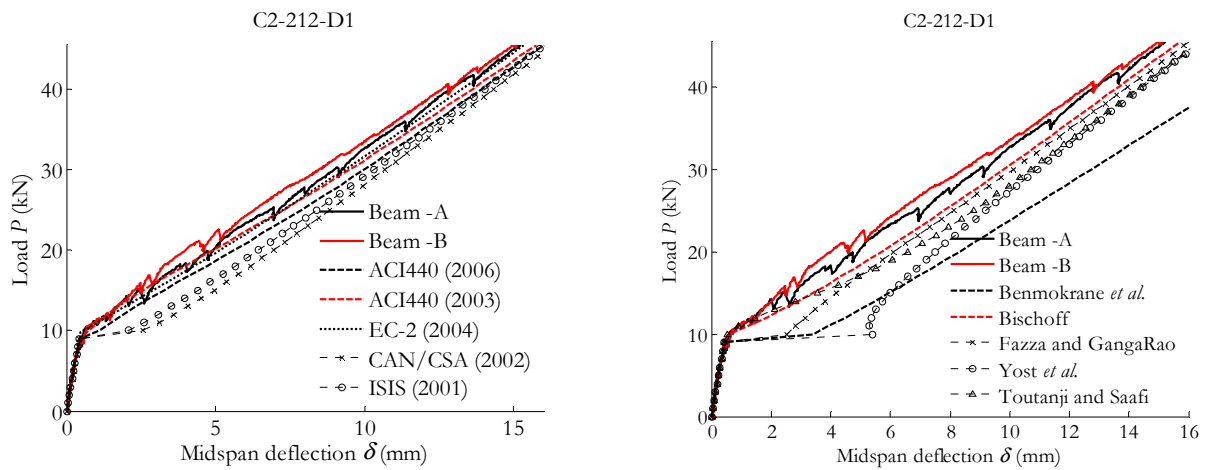 C2-212-D1
Load P (kN)
40
30
20
10
0
0
5
10
15
Midspan deflection δ (mm)
Beam -A
Beam -B
ACI440 (2006)
ACI440 (2003)
EC-2 (2004)
CAN/CSA (2002)
ISIS (2001)
C2-212-D1
Load P (kN)
40
30
20
10
0
0
2
4
6
8
10
12
14
16
Midspan deflection δ (mm)
Beam -A
Beam -B
Benmokrane et al.
Bischoff
Fazza and GangaRao
Yost et al.
Toutanji and Saafi